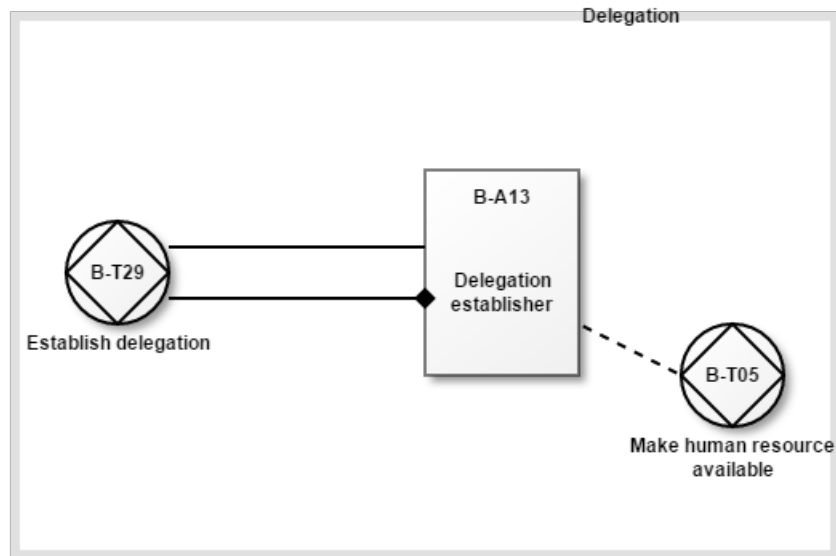 Delegation
B-A13
B-T29
Delegation
establisher
Establish delegation
B-T05
Make human resource
available